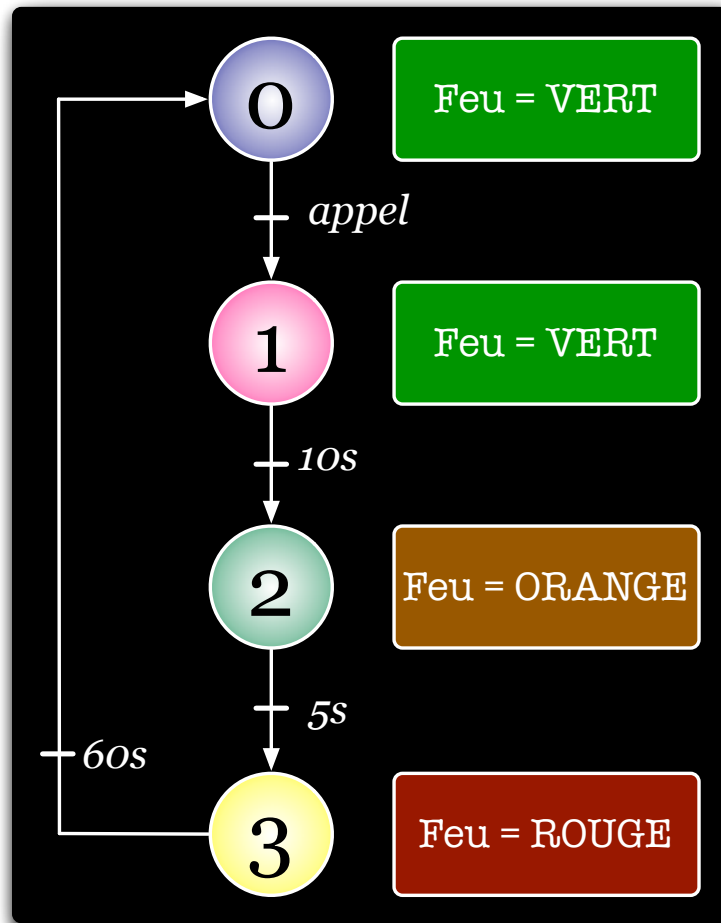 0
Feu = VERT
appel
1
Feu = VERT
10s
2
Feu = ORANGE
5s
60s
3
Feu = ROUGE